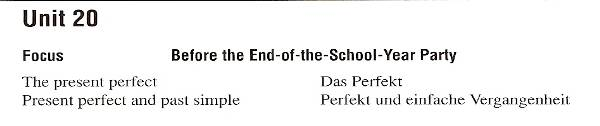 Unit 20
Focus Before the End-of-the-School-Year Party
The present perfect Das Perfekt
Present perfect and past simple Perfekt und einfache Vergangenheit